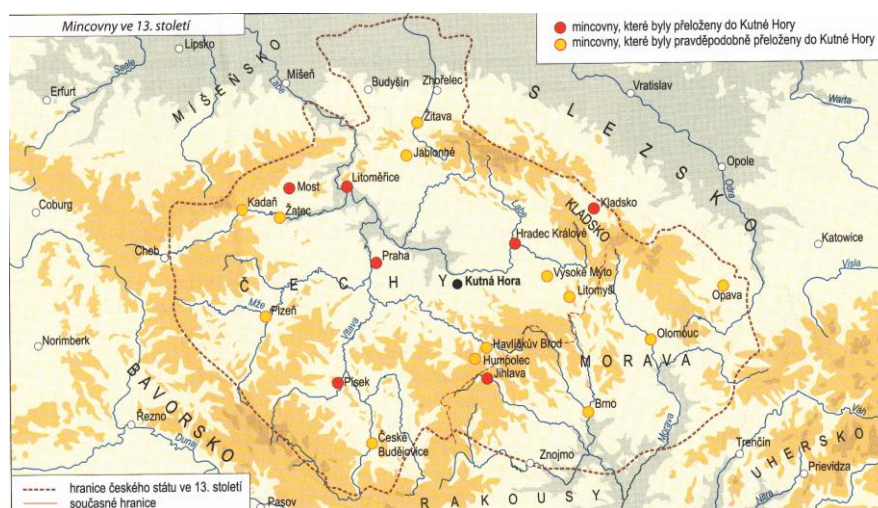 Mincovny ve 13. století
mincovny, které byly přeloženy do Kutné Hory
mincovny, které byly pravděpodobně přeloženy do Kutné Hory
Lipsko
Saale
Erfurt
MÍŠEŇSKO
Míšeň
Labe
Budyšín
Zhořelec
SLEZSKO
Vratislav
Warta
Žitava
Jablonné
Opole
Odra
Most
Litoměřice
Coburg
Kadaň
Žatec
Labe
KLADSKO
Kladsko
Cheb
Praha
Hradec Králové
Katowice
Visla
ČECHY
Kutná Hora
Vysoké Mýto
Litomyšl
Opava
Mže
Plzeň
Vltava
Norimberk
Havlíčkův Brod
Olomouc
Humpolec
MORAVA
Jihlava
BAVORSKO
Písek
Brno
Řezno
Dunaj
České
Budějovice
Morava
Váh
Znojmo
Trenčín
UHERSKO
Prievidza
Nitra
hranice českého státu ve 13. století
současné hranice
Pasov
RAKOUSY